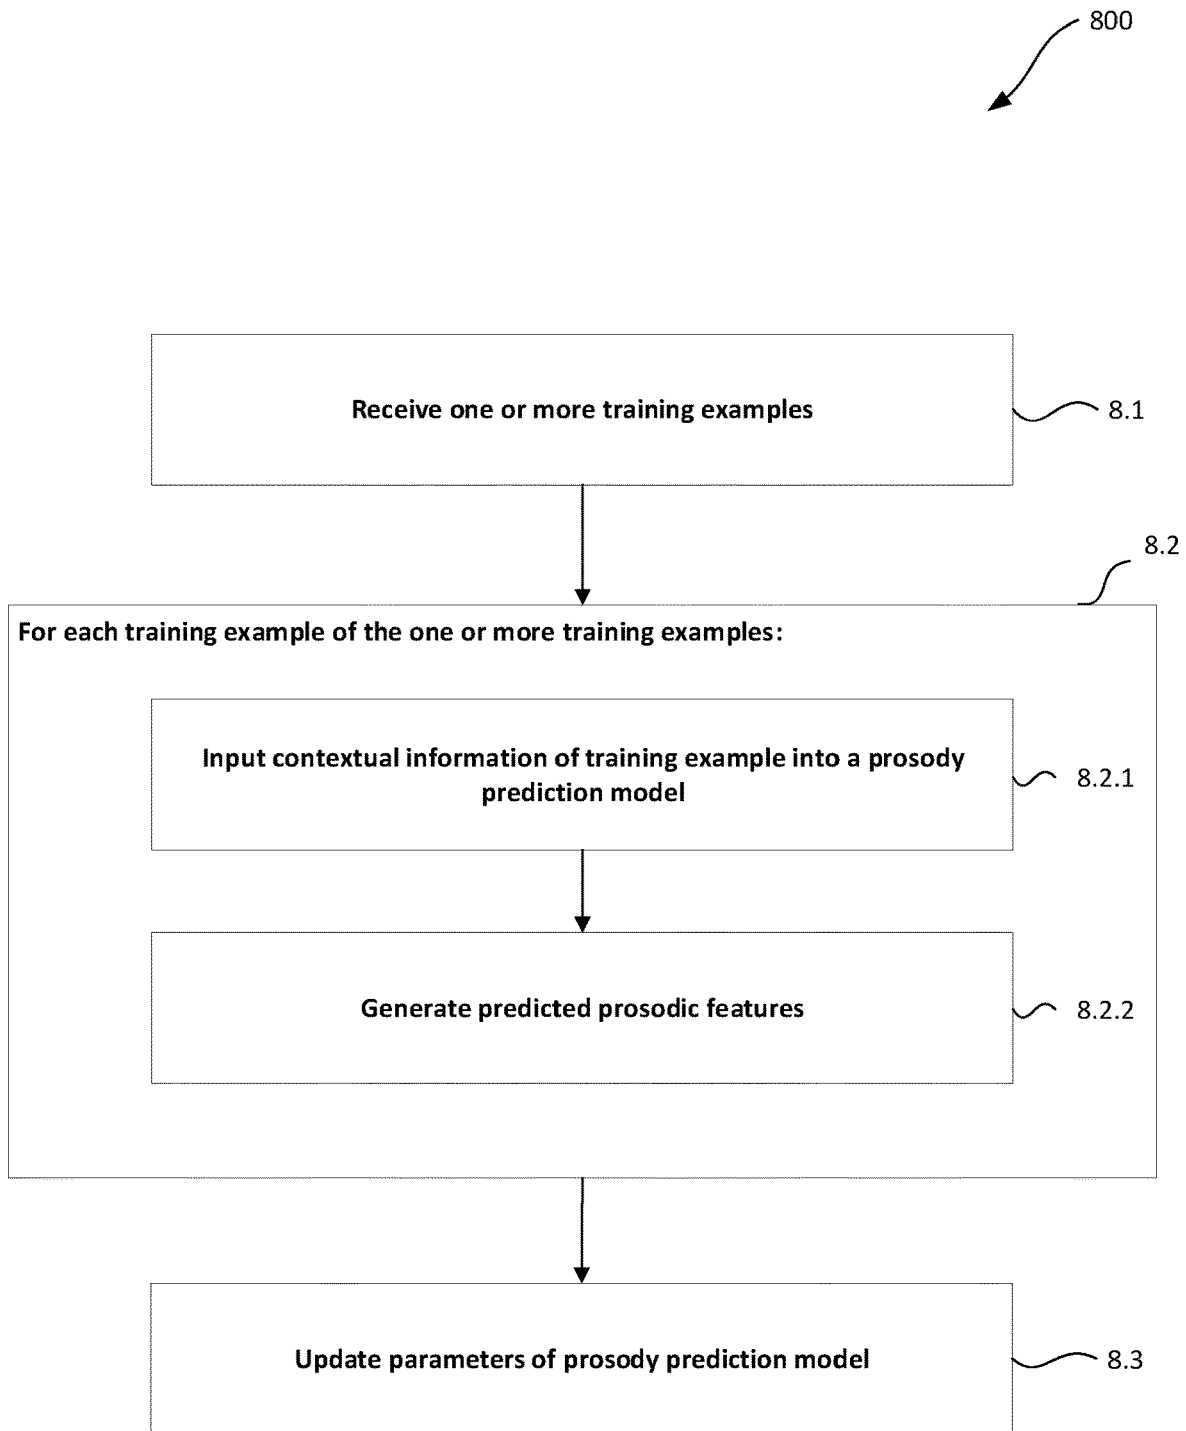 800
Receive one or more training examples
8.1
8.2
For each training example of the one or more training examples:
Input contextual information of training example into a prosody
prediction model
8.2.1
Generate predicted prosodic features
8.2.2
Update parameters of prosody prediction model
8.3